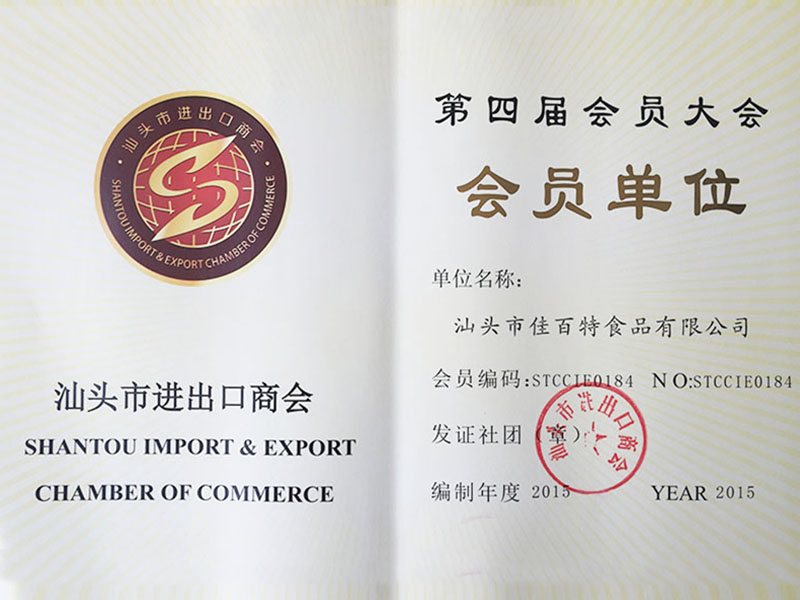 ·汕头市进出口商会·
SHANTOU IMPORT & EXPORT CHAMBER OF COMMERCE
汕头市进出口商会
SHANTOU IMPORT & EXPORT
CHAMBER OF COMMERCE
第四届会员大会
会员单位
单位名称:
汕头市佳百特食品有限公司
会员编码:STCCIE0184 NO:STCCIE0184
发证社团(章)
汕头市进出口商会
编制年度 2015 YEAR 2015